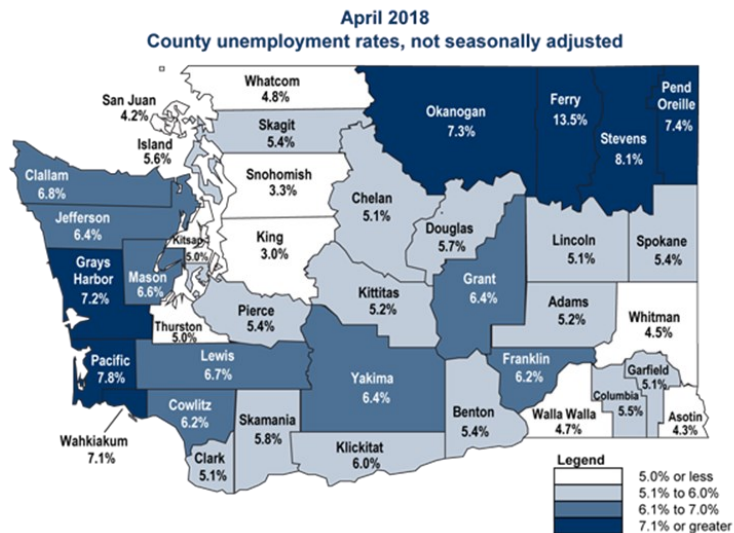 April 2018
County unemployment rates, not seasonally adjusted
Whatcom
4.8%
San Juan
4.2%
Skagit
5.4%
Island
5.6%
Okanogan
7.3%
Ferry
13.5%
Stevens
8.1%
Pend
Oreille
7.4%
Clallam
6.8%
Snohomish
3.3%
Chelan
5.1%
Jefferson
6.4%
Douglas
5.7%
Kitsap
5.0%
King
3.0%
Lincoln
5.1%
Spokane
5.4%
Grays
Harbor
7.2%
Mason
6.6%
Grant
6.4%
Kittitas
5.2%
Adams
5.2%
Pierce
5.4%
Whitman
4.5%
Thurston
5.0%
Pacific
7.8%
Lewis
6.7%
Yakima
6.4%
Franklin
6.2%
Garfield
5.1%
Columbia
5.5%
Cowlitz
6.2%
Skamania
5.8%
Benton
5.4%
Walla Walla
4.7%
Asotin
4.3%
Wahkiakum
7.1%
Clark
5.1%
Klickitat
6.0%
Legend
5.0% or less
5.1% to 6.0%
6.1% to 7.0%
7.1% or greater